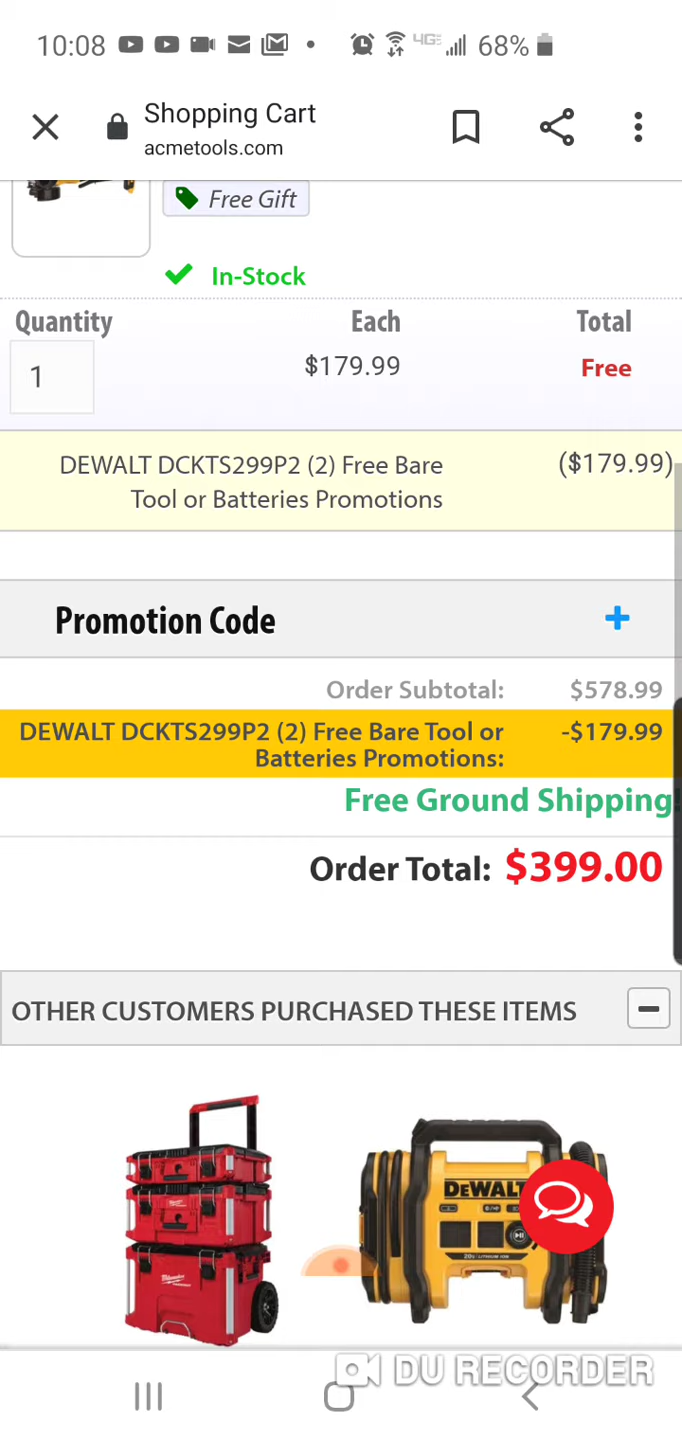 10:08
4GE
68%
Shopping Cart
acmetools.com
Free Gift
In-Stock
Quantity Each Total
1 $179.99 Free
DEWALT DCKTS299P2 (2) Free Bare ($179.99)
Tool or Batteries Promotions
Promotion Code +
Order Subtotal: $578.99
DEWALT DCKTS299P2 (2) Free Bare Tool or -$179.99
Batteries Promotions:
Free Ground Shipping!
Order Total: $399.00
OTHER CUSTOMERS PURCHASED THESE ITEMS
DEWALT
DU RECORDER